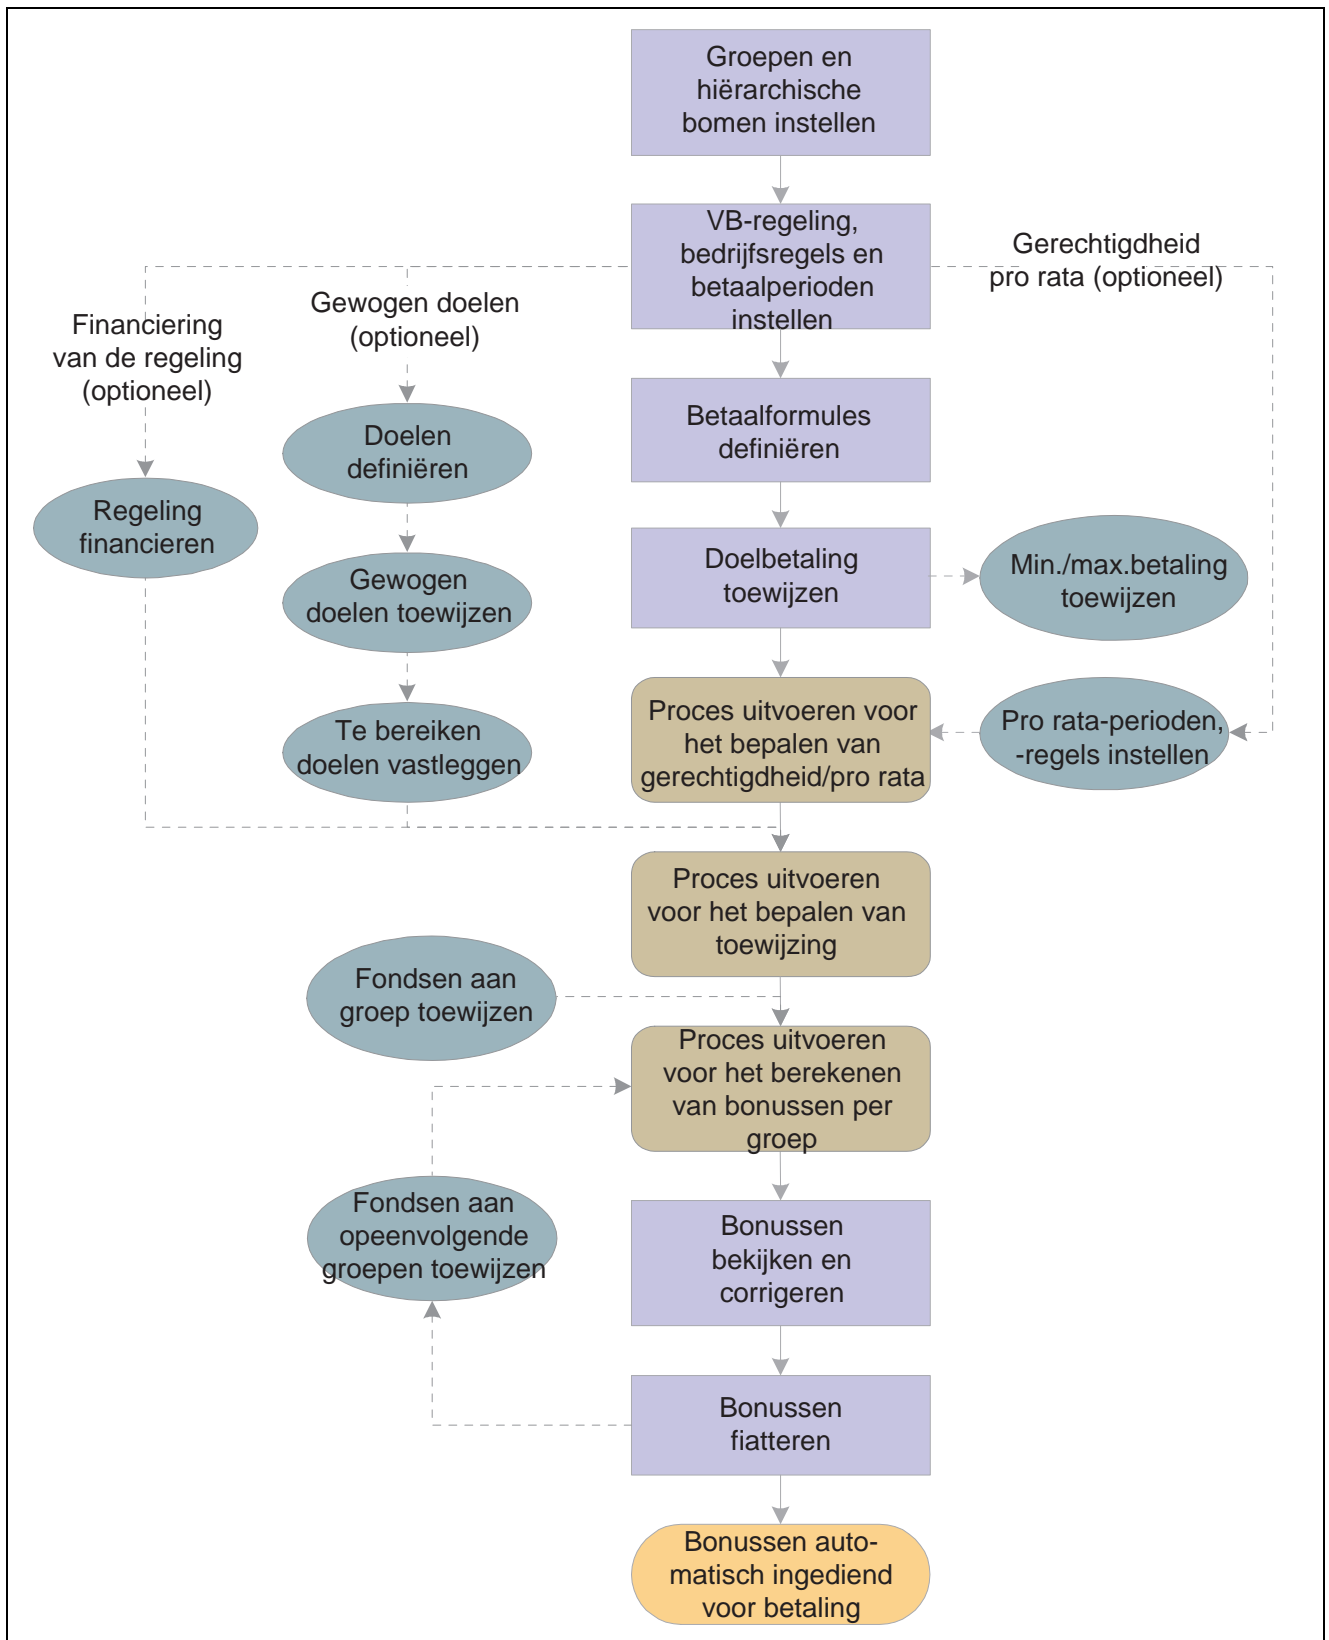 Groepen en
hiërarchische
bomen instellen
VB-regeling,
bedrijfsregels en
betaalperioden
instellen
Gerechtigdheid
pro rata (optioneel)
Gewogen doelen
(optioneel)
Financiering
van de regeling
(optioneel)
Doelen
definiëren
Betaalformules
definiëren
Regeling
financieren
Gewogen
doelen toewijzen
Doelbetaling
toewijzen
Min./max.betaling
toewijzen
Te bereiken
doelen vastleggen
Proces uitvoeren voor
het bepalen van
gerechtigdheid/pro rata
Pro rata-perioden,
-regels instellen
Proces uitvoeren
voor het bepalen van
toewijzing
Fondsen aan
groep toewijzen
Proces uitvoeren
voor het berekenen
van bonussen per
groep
Fondsen aan
opeenvolgende
groepen toewijzen
Bonussen
bekijken en
corrigeren
Bonussen
fiatteren
Bonussen auto-
matisch ingediend
voor betaling